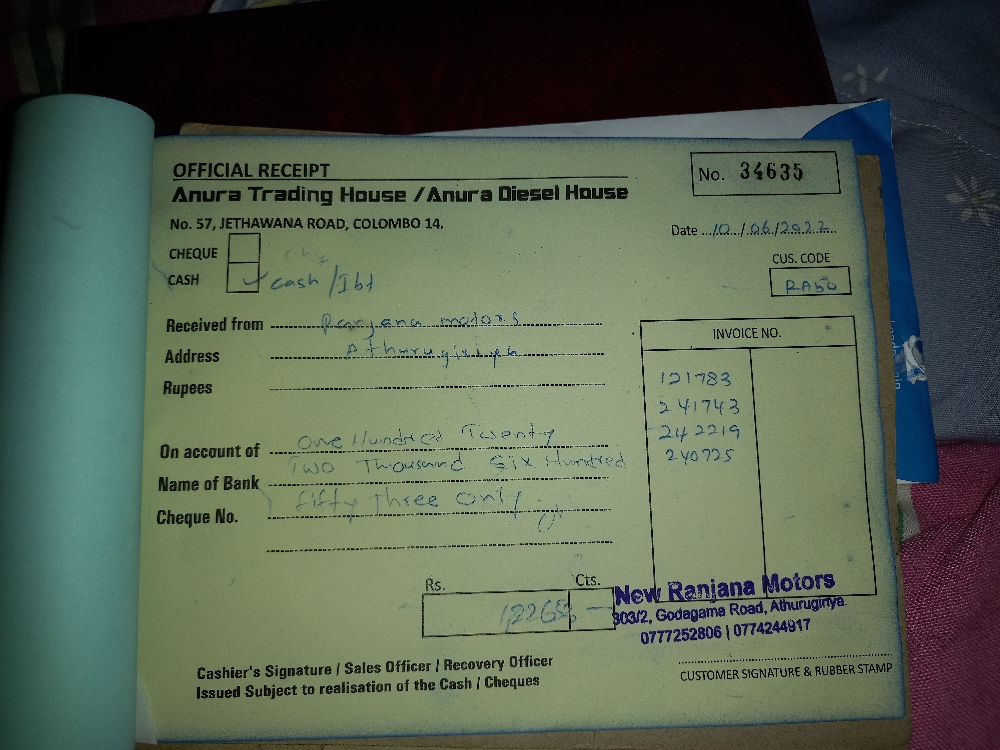 OFFICIAL RECEIPT
No. 34635
Anura Trading House / Anura Diesel House
No. 57, JETHAWANA ROAD, COLOMBO 14.
Date 10/06/2022
CHEQUE
CUS. CODE
CASH ✓ cash / Ibt
RA50
Received from Ranjana motors
INVOICE NO.
Address Athurugiriya
Rupees
121783
241743
242219
240725
On account of One Hundred Twenty
Two Thousand Six Hundred
Name of Bank
fifty three Only
Cheque No.
Rs. Cts.
122653 —
New Ranjana Motors
303/2, Godagama Road, Athurugiriya.
0777252806 | 0774244917
Cashier's Signature / Sales Officer / Recovery Officer
CUSTOMER SIGNATURE & RUBBER STAMP
Issued Subject to realisation of the Cash / Cheques